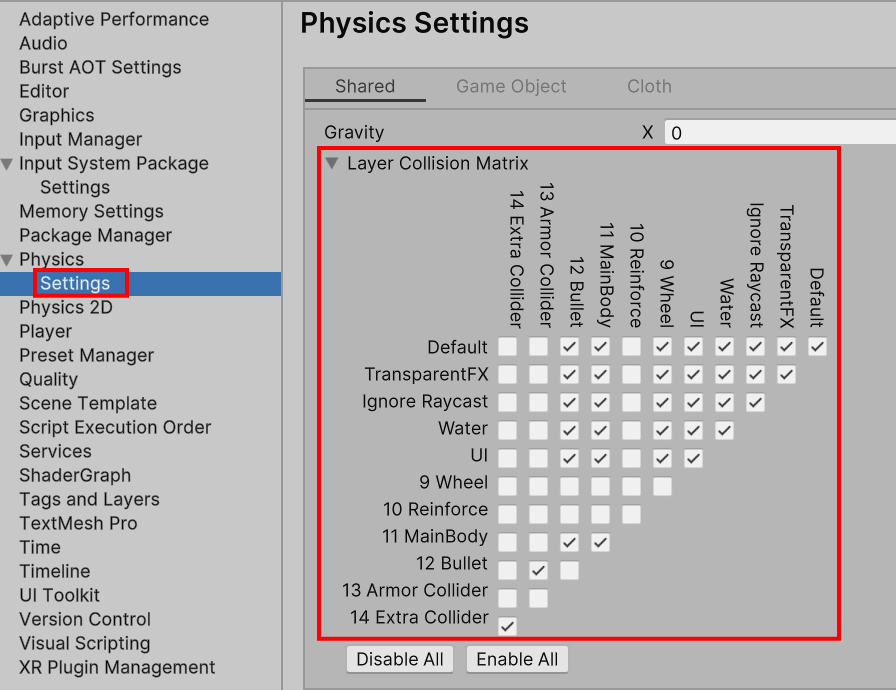 Adaptive Performance
Audio
Burst AOT Settings
Editor
Graphics
Input Manager
Input System Package
Settings
Memory Settings
Package Manager
Physics
Settings
Physics 2D
Player
Preset Manager
Quality
Scene Template
Script Execution Order
Services
ShaderGraph
Tags and Layers
TextMesh Pro
Time
Timeline
UI Toolkit
Version Control
Visual Scripting
XR Plugin Management
Physics Settings
Shared Game Object Cloth
Gravity X 0
Layer Collision Matrix
14 Extra Collider
13 Armor Collider
12 Bullet
11 MainBody
10 Reinforce
9 Wheel
UI
Water
Ignore Raycast
TransparentFX
Default
Default
TransparentFX
Ignore Raycast
Water
UI
9 Wheel
10 Reinforce
11 MainBody
12 Bullet
13 Armor Collider
14 Extra Collider
Disable All Enable All